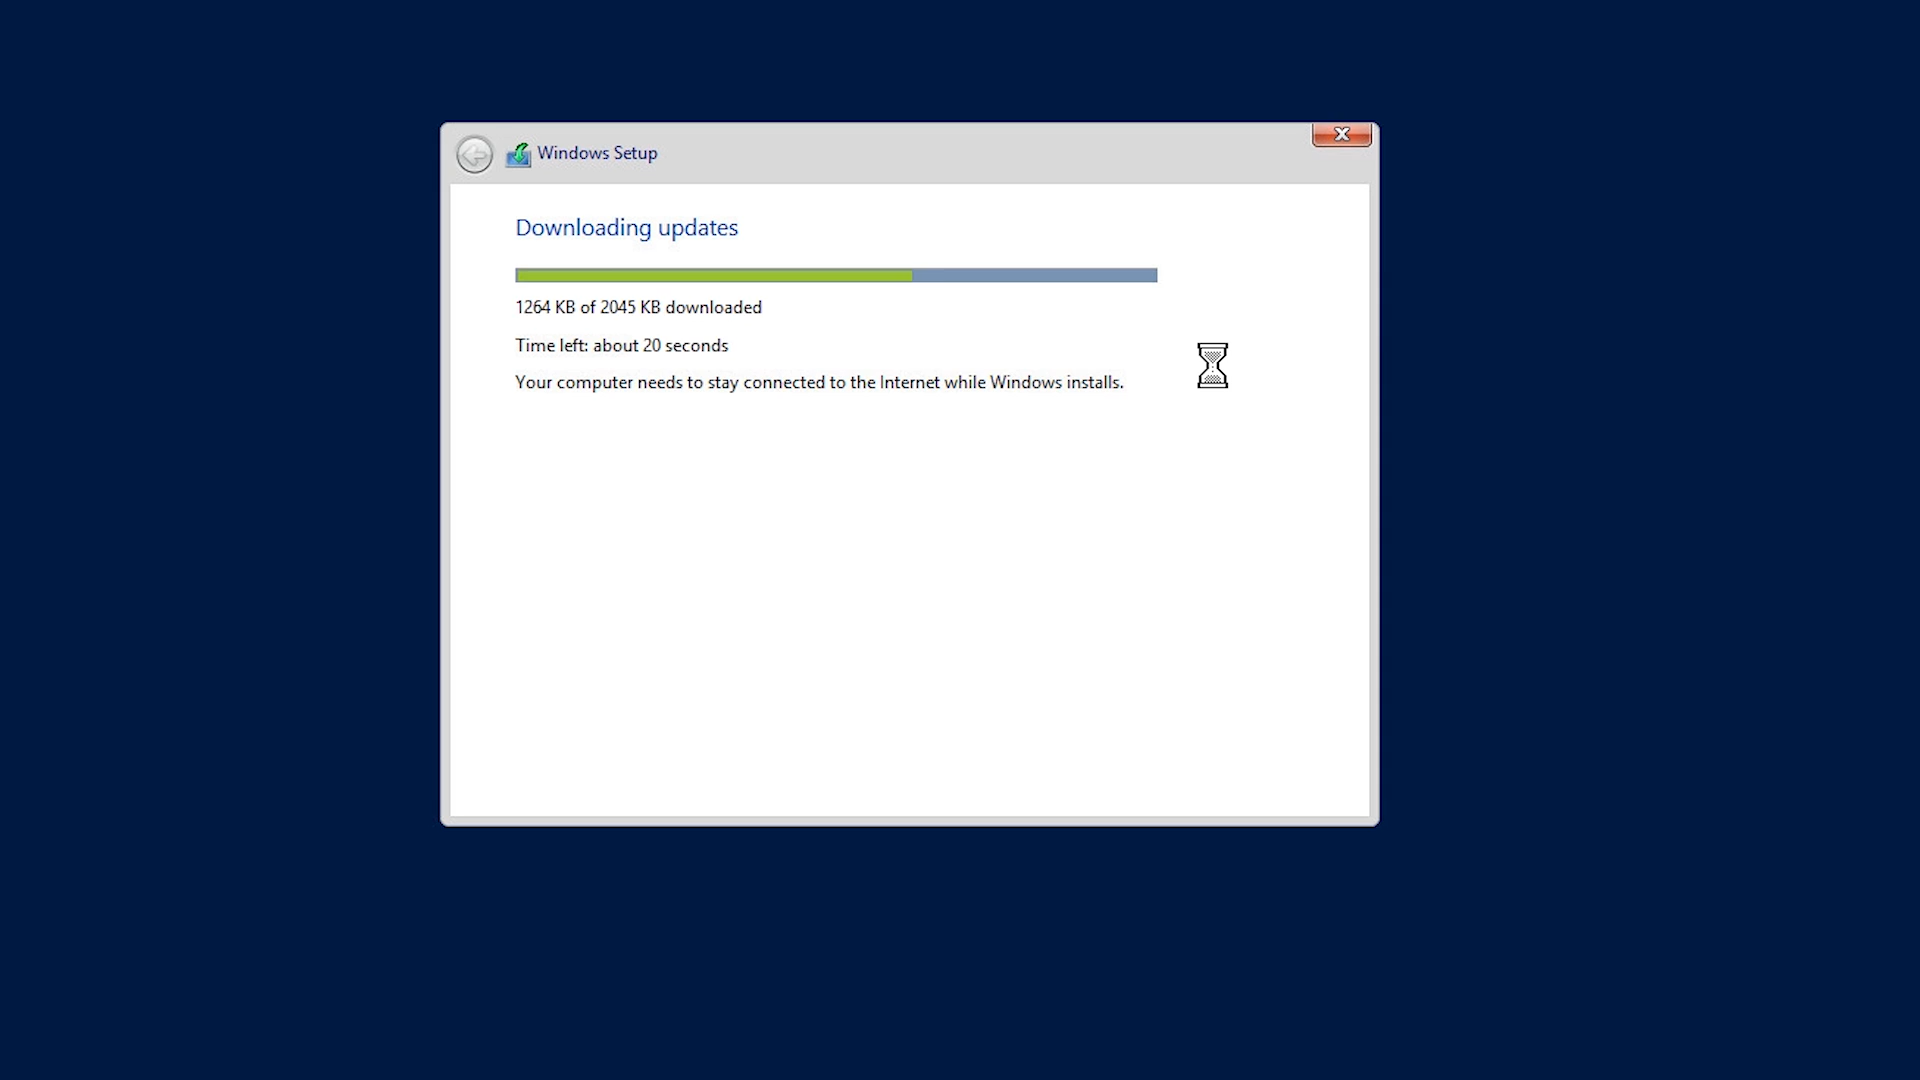 Windows Setup
Downloading updates
1264 KB of 2045 KB downloaded
Time left: about 20 seconds
Your computer needs to stay connected to the Internet while Windows installs.